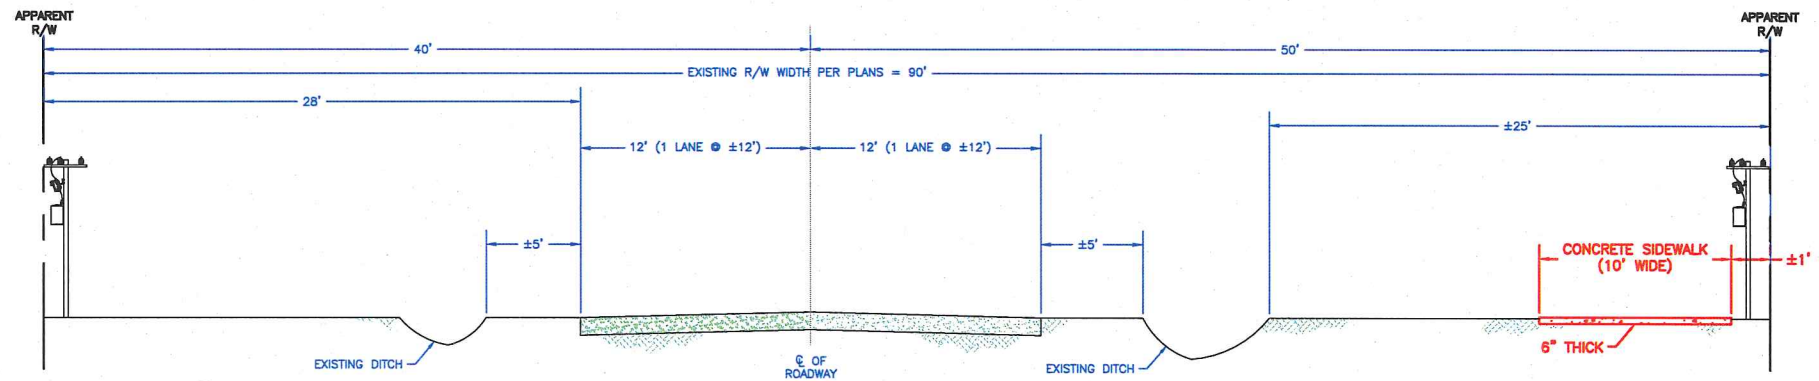 APPARENT
R/W
APPARENT
R/W
40'
50'
EXISTING R/W WIDTH PER PLANS = 90'
28'
±25'
12' (1 LANE @ ±12')
12' (1 LANE @ ±12')
±5'
±5'
CONCRETE SIDEWALK
(10' WIDE)
±1'
6" THICK
EXISTING DITCH
℄ OF
ROADWAY
EXISTING DITCH